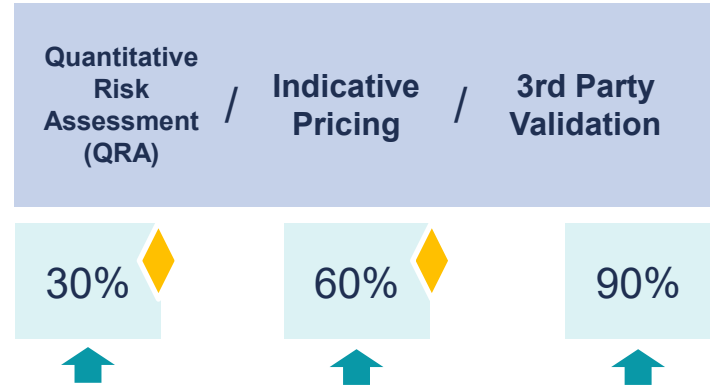 Quantitative
Risk
Assessment
(QRA)
/
Indicative
Pricing
/
3rd Party
Validation
30%
60%
90%